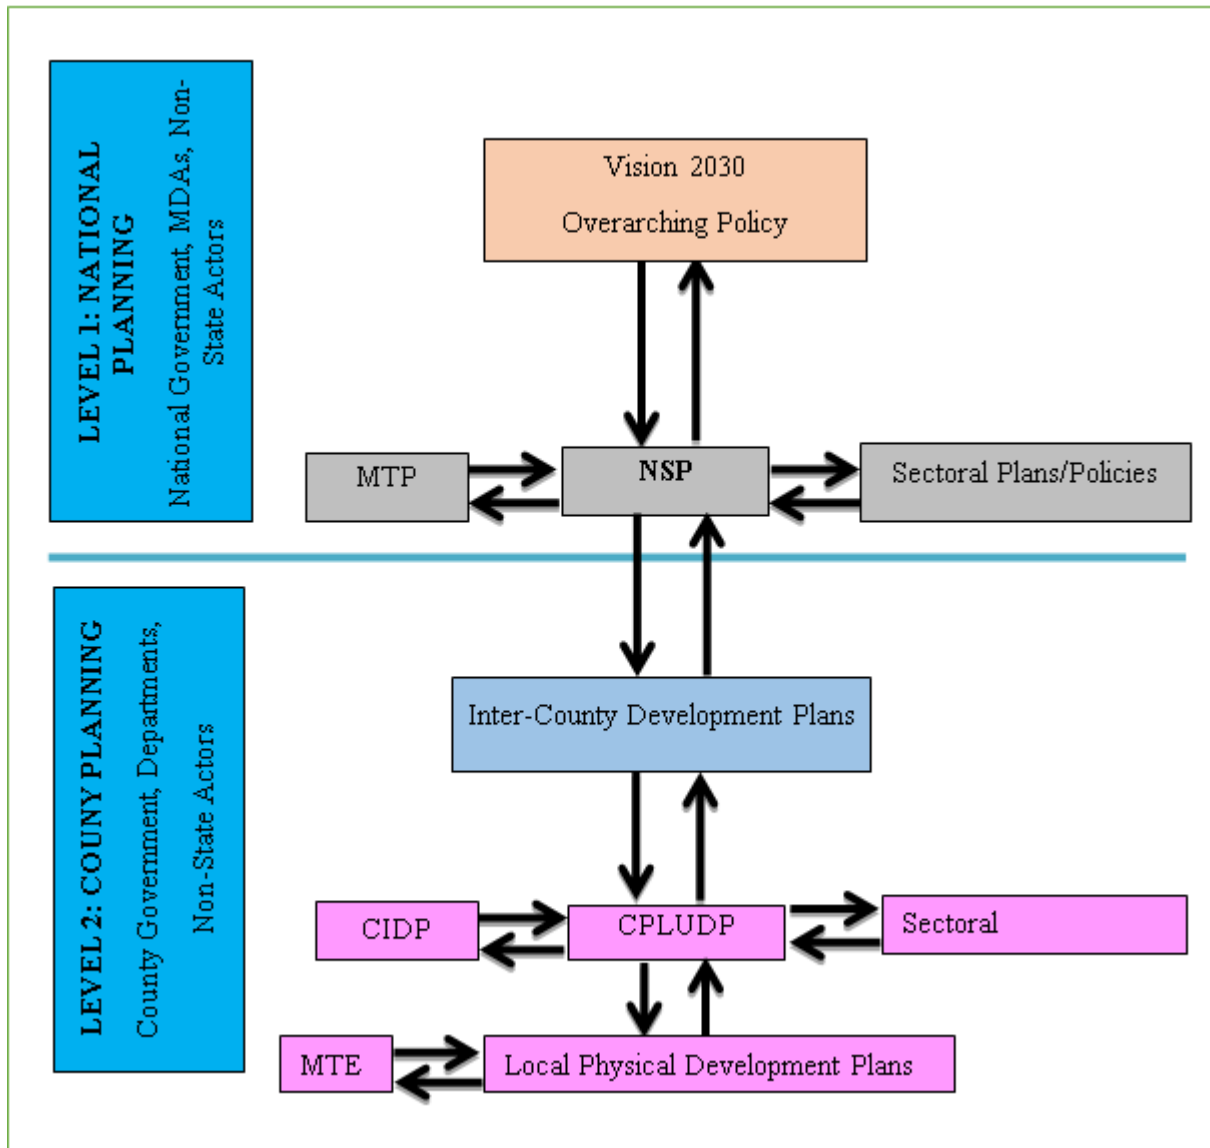 LEVEL 1: NATIONAL
PLANNING
National Government, MDAs, Non-
State Actors
Vision 2030
Overarching Policy
MTP
NSP
Sectoral Plans/Policies
LEVEL 2: COUNY PLANNING
County Government, Departments,
Non-State Actors
Inter-County Development Plans
CIDP
CPLUDP
Sectoral
MTE
Local Physical Development Plans